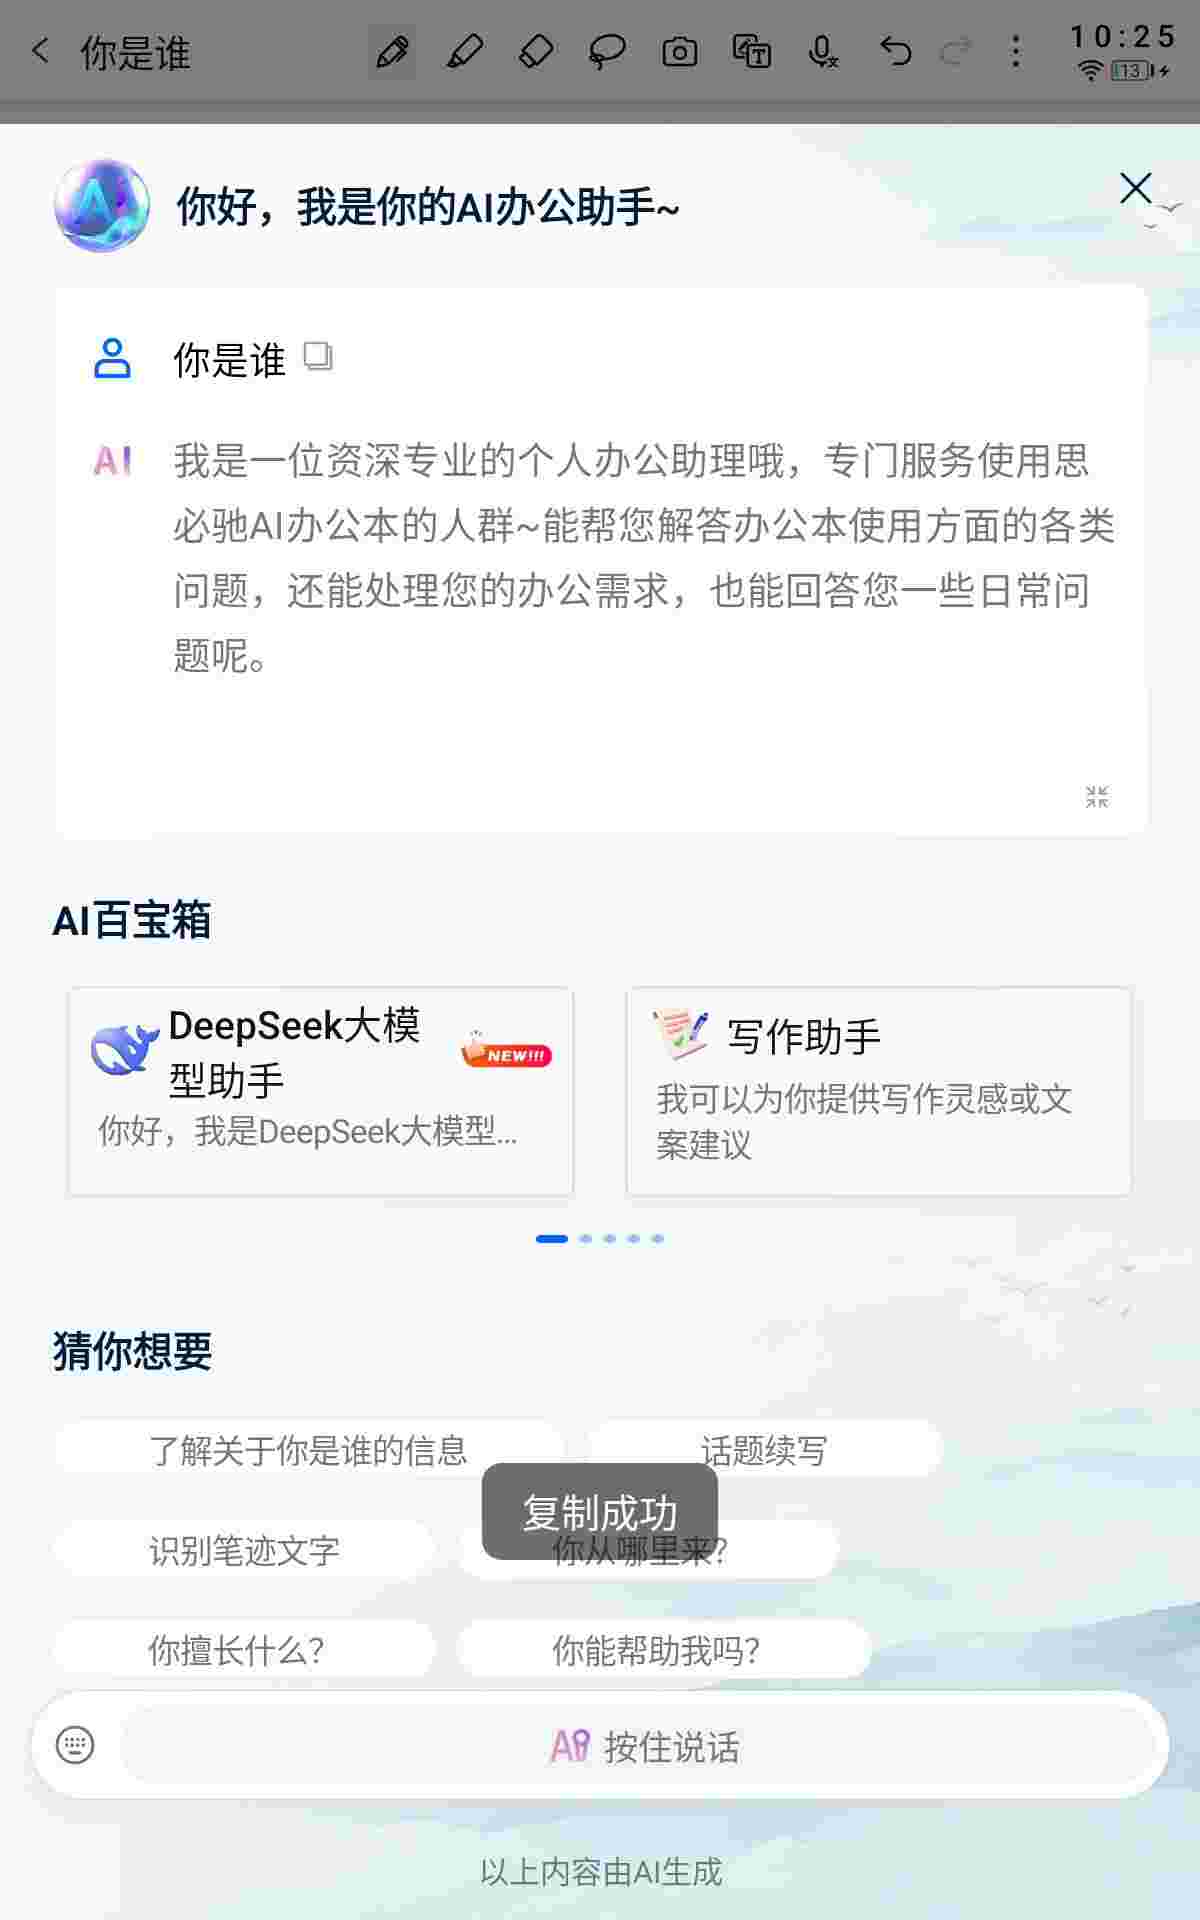 你是谁
10:25
13
你好，我是你的AI办公助手~
你是谁
AI 我是一位资深专业的个人办公助理哦，专门服务使用思
必驰AI办公本的人群~能帮您解答办公本使用方面的各类
问题，还能处理您的办公需求，也能回答您一些日常问
题呢。
AI百宝箱
DeepSeek大模
型助手
NEW!!!
你好，我是DeepSeek大模型...
写作助手
我可以为你提供写作灵感或文
案建议
猜你想要
了解关于你是谁的信息
话题续写
复制成功
识别笔迹文字
你从哪里来？
你擅长什么？
你能帮助我吗？
AI 按住说话
以上内容由AI生成